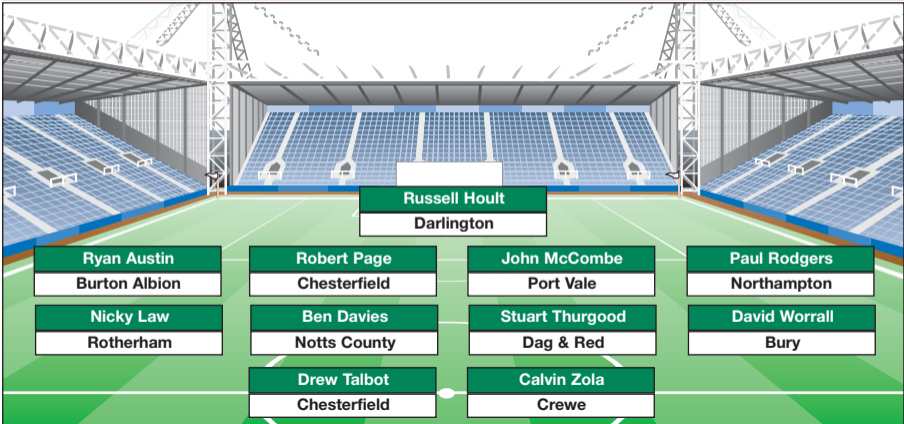 Russell Hoult
Darlington
Ryan Austin
Burton Albion
Robert Page
Chesterfield
John McCombe
Port Vale
Paul Rodgers
Northampton
Nicky Law
Rotherham
Ben Davies
Notts County
Stuart Thurgood
Dag & Red
David Worrall
Bury
Drew Talbot
Chesterfield
Calvin Zola
Crewe